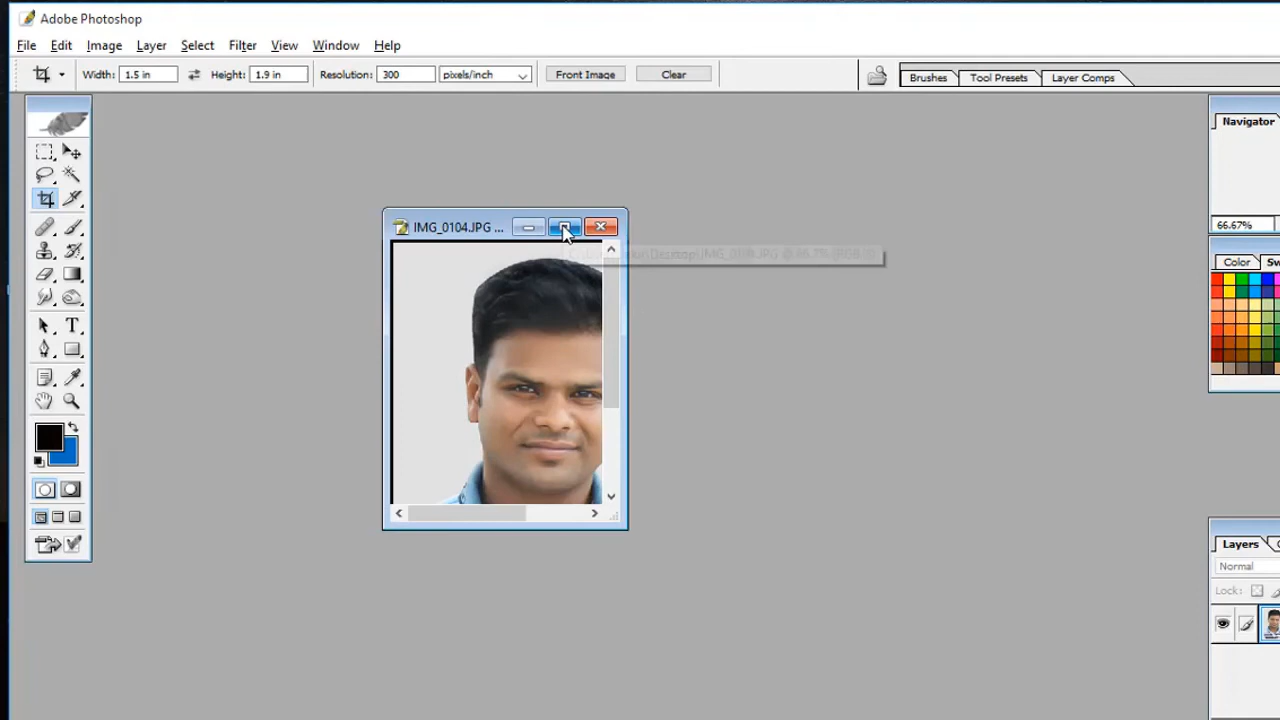 Adobe Photoshop
File Edit Image Layer Select Filter View Window Help
Width: 1.5 in Height: 1.9 in Resolution: 300 pixels/inch Front Image Clear Brushes Tool Presets Layer Comps
Navigator
IMG_0104.JPG ...
66.67%
Color
T
Layers
Normal
Lock: